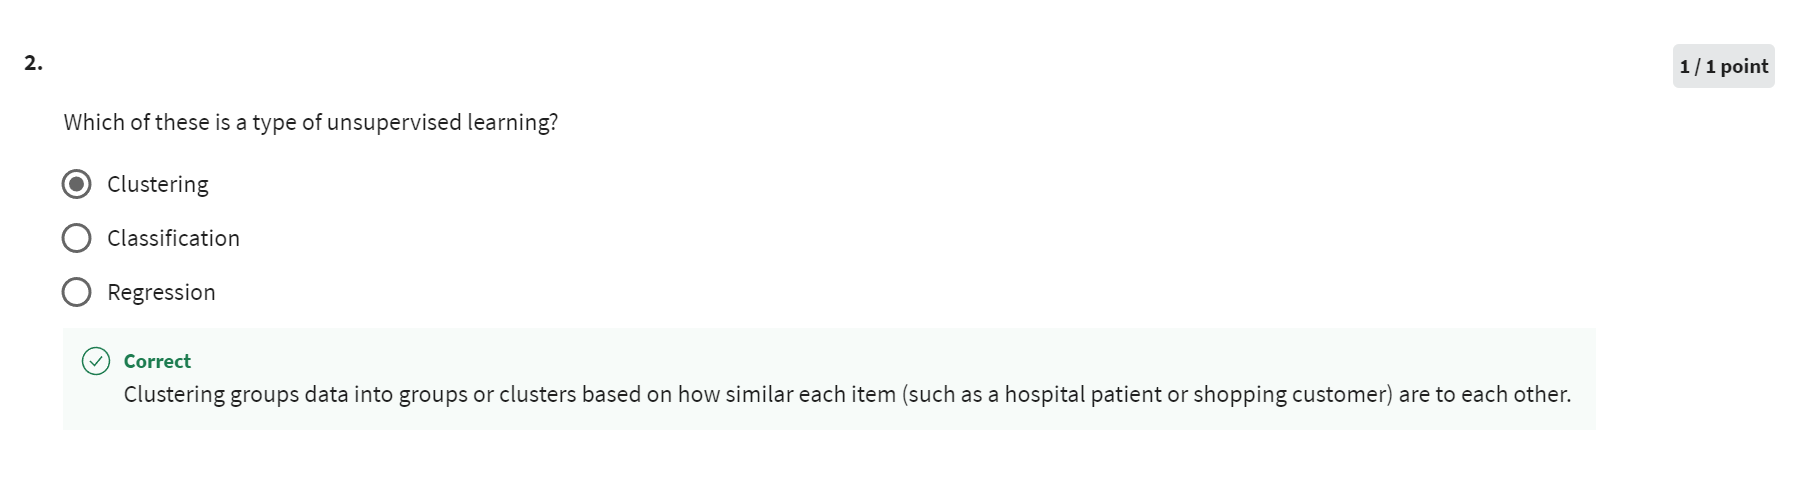 2.
1 / 1 point
Which of these is a type of unsupervised learning?
Clustering
Classification
Regression
Correct
Clustering groups data into groups or clusters based on how similar each item (such as a hospital patient or shopping customer) are to each other.